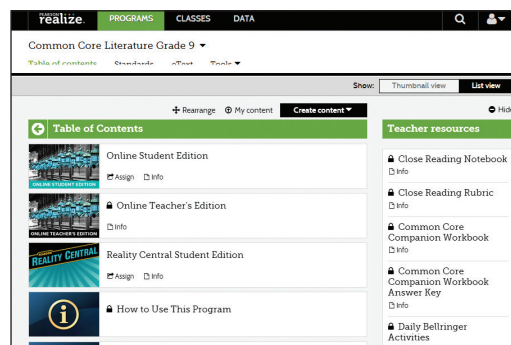 PEARSON
realize. PROGRAMS CLASSES DATA
Common Core Literature Grade 9
Table of contents Standards eText Tools
Show: Thumbnail view List view
Rearrange My content Create content
Hide
Table of Contents
Online Student Edition
Assign Info
ONLINE STUDENT EDITION
Online Teacher's Edition
Info
ONLINE TEACHER'S EDITION
Reality Central Student Edition
REALITY CENTRAL
Assign Info
How to Use This Program
Teacher resources
Close Reading Notebook
Info
Close Reading Rubric
Info
Common Core
Companion Workbook
Info
Common Core
Companion Workbook
Answer Key
Info
Daily Bellringer
Activities